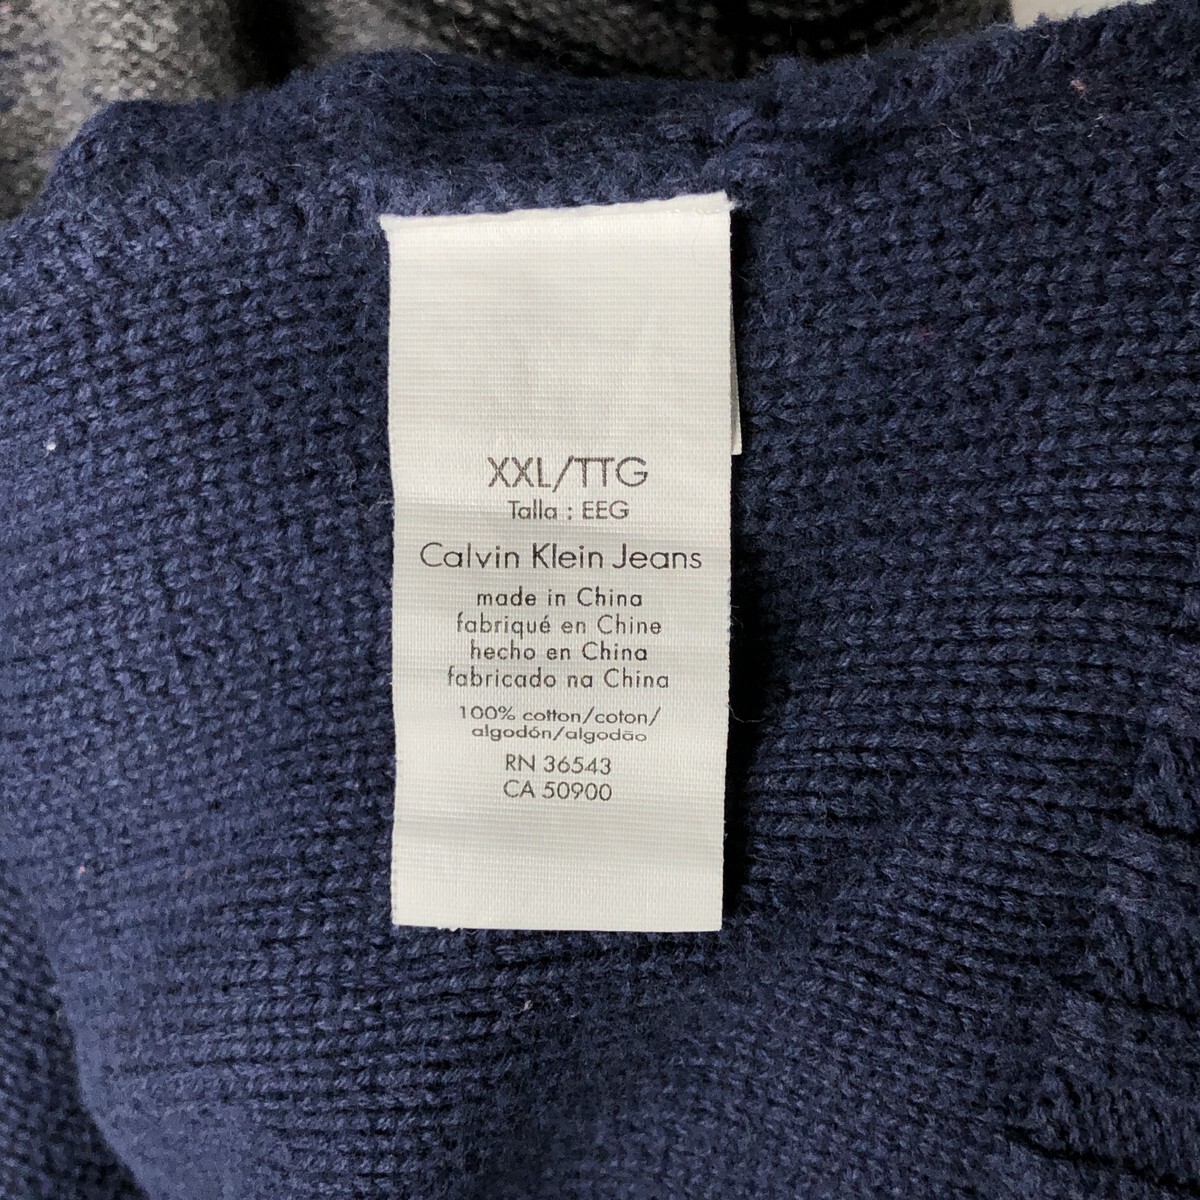 XXL/TTG
Talla : EEG
Calvin Klein Jeans
made in China
fabriqué en Chine
hecho en China
fabricado na China
100% cotton/coton/
algodón/algodão
RN 36543
CA 50900